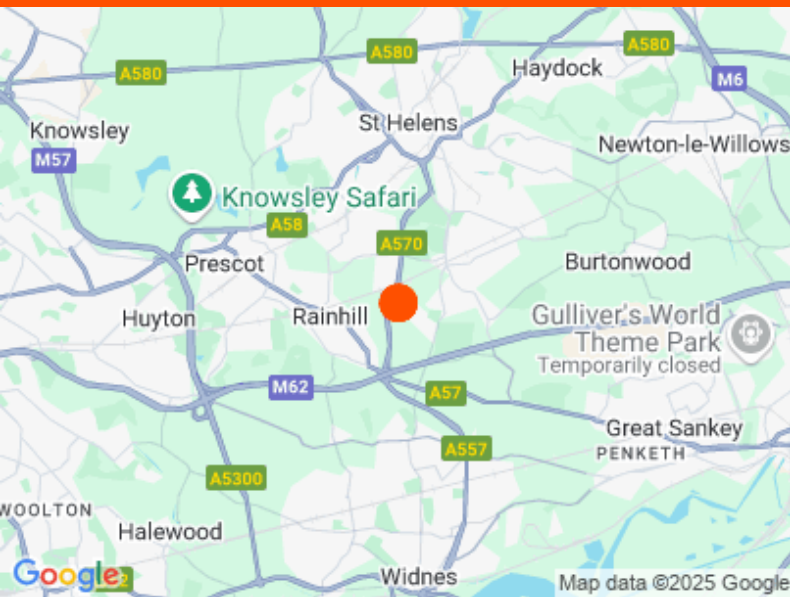 A580
A580
A580
Haydock
M6
Knowsley
St Helens
M57
Newton-le-Willows
Knowsley Safari
A58
A570
Prescot
Burtonwood
Huyton
Rainhill
Gulliver's World
Theme Park
Temporarily closed
M62
A57
Great Sankey
A557
PENKETH
A5300
WOOLTON
Halewood
Google
Widnes
Map data ©2025 Google